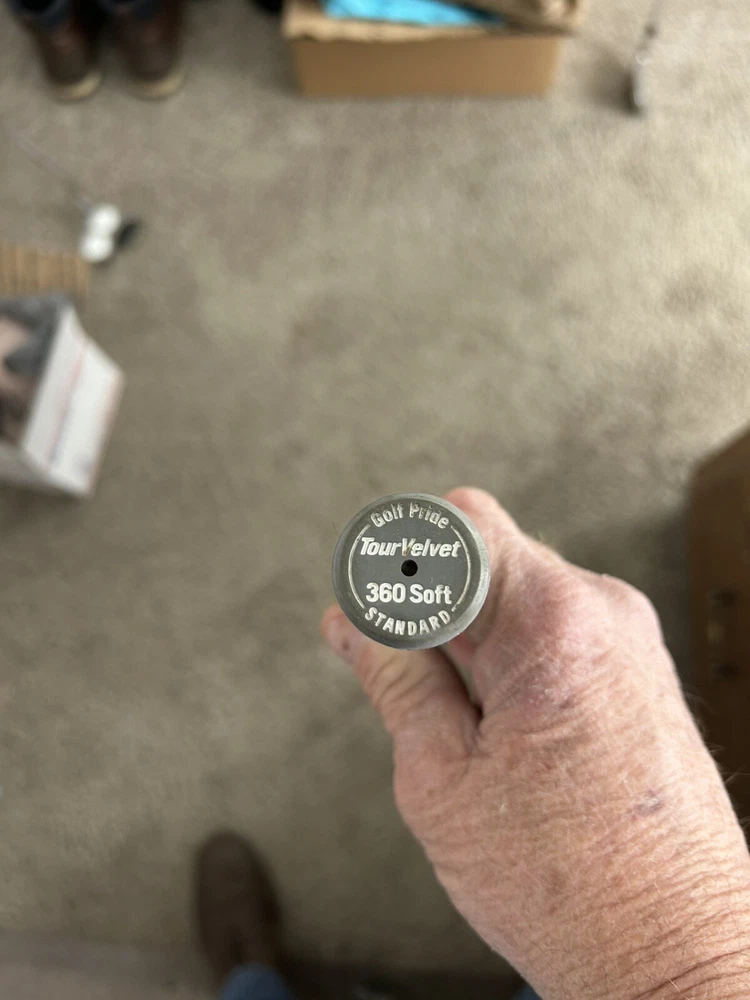 Golf Pride
TourVelvet
360 Soft
STANDARD